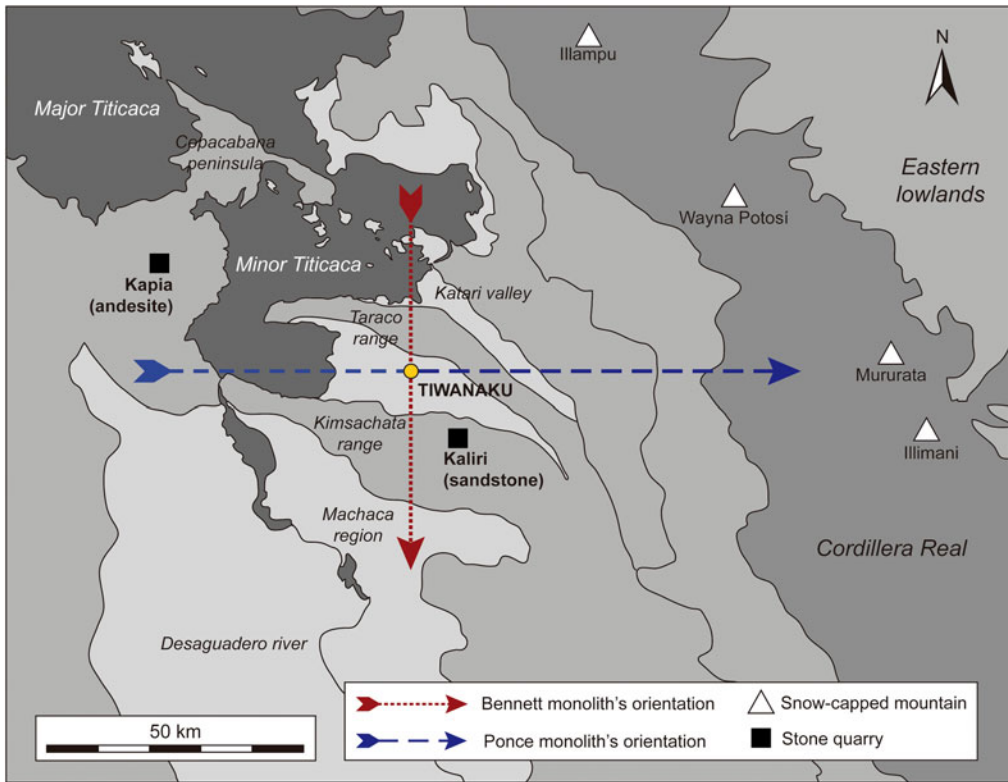 Illampu
N
Major Titicaca
Copacabana
peninsula
Eastern
lowlands
Wayna Potosí
Minor Titicaca
Kapia
(andesite)
Katari valley
Taraco
range
Mururata
TIWANAKU
Kimsachata
range
Kaliri
(sandstone)
Illimani
Machaca
region
Cordillera Real
Desaguadero river
50 km
Bennett monolith's orientation
Snow-capped mountain
Ponce monolith's orientation
Stone quarry